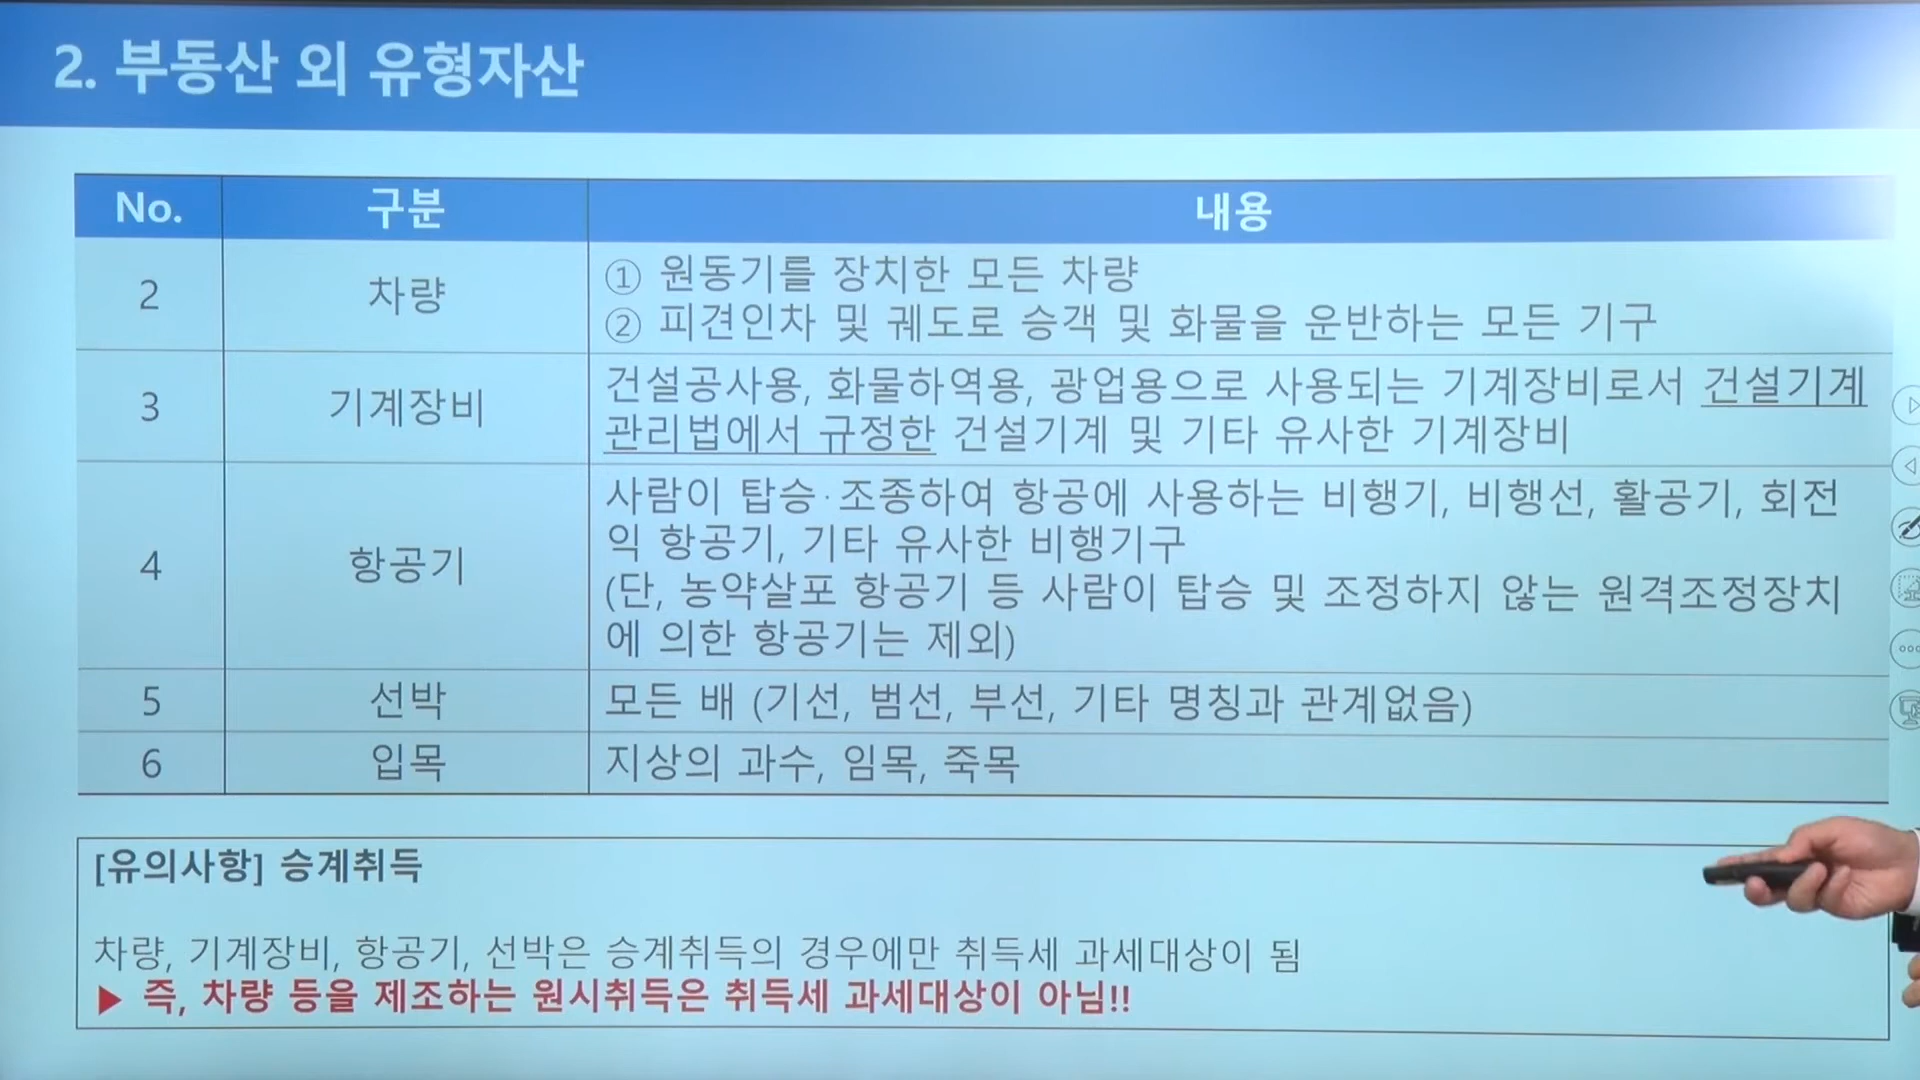 2. 부동산 외 유형자산
No. 구분 내용
2 차량 ① 원동기를 장치한 모든 차량
② 피견인차 및 궤도로 승객 및 화물을 운반하는 모든 기구
3 기계장비 건설공사용, 화물하역용, 광업용으로 사용되는 기계장비로서 건설기계
관리법에서 규정한 건설기계 및 기타 유사한 기계장비
4 항공기 사람이 탑승·조종하여 항공에 사용하는 비행기, 비행선, 활공기, 회전
익 항공기, 기타 유사한 비행기구
(단, 농약살포 항공기 등 사람이 탑승 및 조정하지 않는 원격조정장치
에 의한 항공기는 제외)
5 선박 모든 배 (기선, 범선, 부선, 기타 명칭과 관계없음)
6 입목 지상의 과수, 임목, 죽목
[유의사항] 승계취득
차량, 기계장비, 항공기, 선박은 승계취득의 경우에만 취득세 과세대상이 됨
▶ 즉, 차량 등을 제조하는 원시취득은 취득세 과세대상이 아님!!